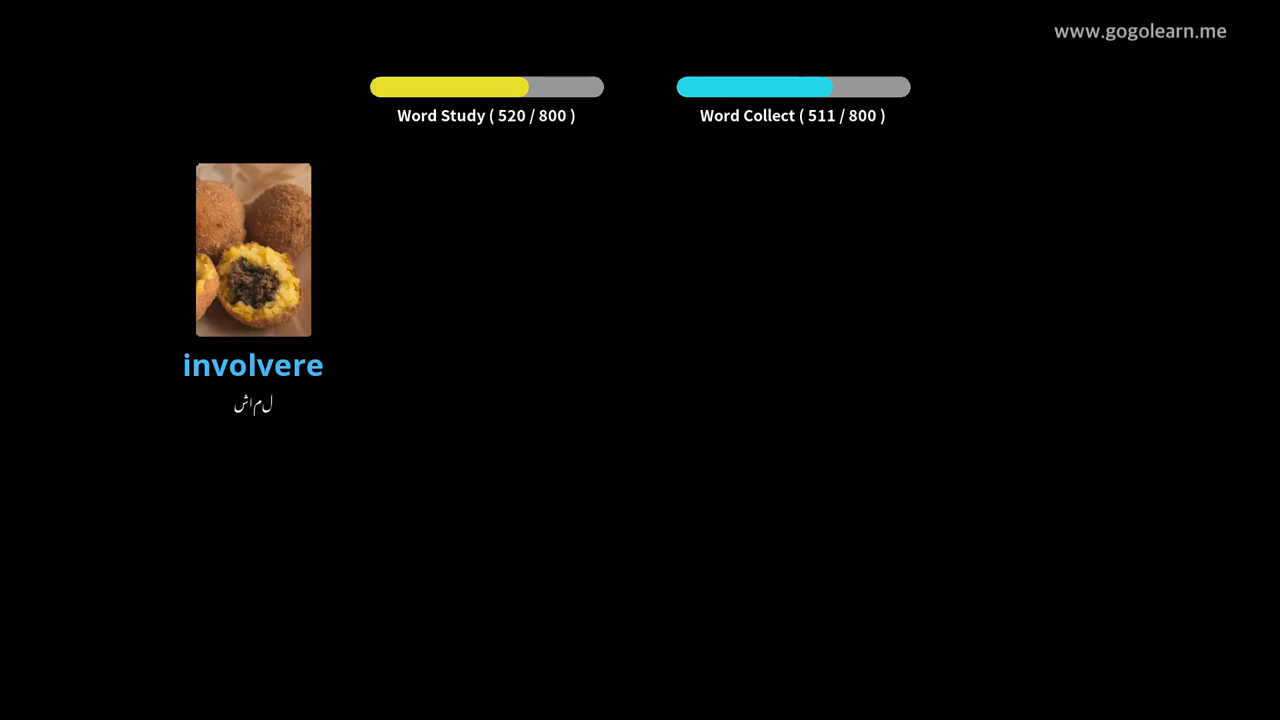 www.gogolearn.me
Word Study ( 520 / 800 )
Word Collect ( 511 / 800 )
involvere
شامل